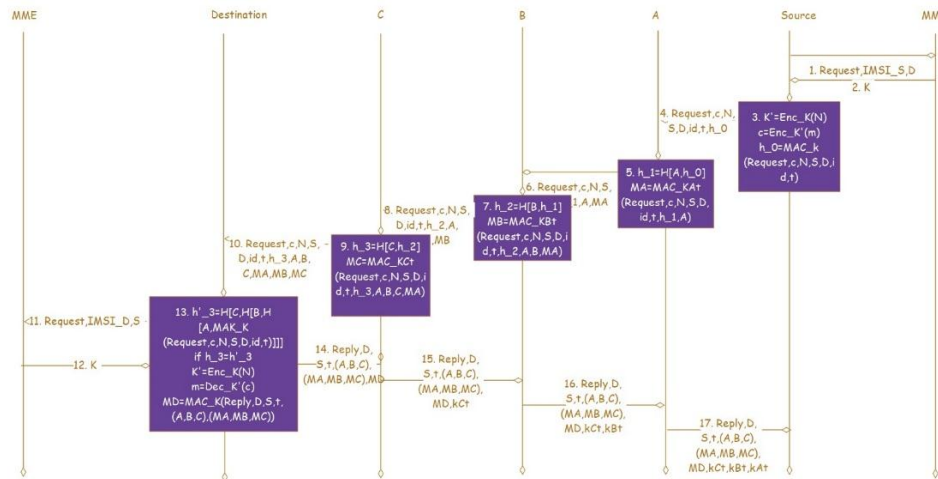 MME
Destination
C
B
A
Source
MM
1. Request,IMSI_S,D
2. K
3. K'=Enc_K(N)
c=Enc_K'(m)
h_0=MAC_k
(Request,c,N,S,D,i
d,t)
4. Request,c,N,
S,D,id,t,h_0
5. h_1=H[A,h_0]
MA=MAC_KAt
(Request,c,N,S,D,
id,t,h_1,A)
6. Request,c,N,S,
1,A,MA
7. h_2=H[B,h_1]
MB=MAC_KBt
(Request,c,N,S,D,i
d,t,h_2,A,B,MA)
8. Request,c,N,S,
D,id,t,h_2,A,
,MB
9. h_3=H[C,h_2]
MC=MAC_KCt
(Request,c,N,S,D,i
d,t,h_3,A,B,C,MA)
10. Request,c,N,S,
D,id,t,h_3,A,B,
C,MA,MB,MC
11. Request,IMSI_D,S
12. K
13. h'_3=H[C,H[B,H
[A,MAK_K
(Request,c,N,S,D,id,t)]]]
if h_3=h'_3
K'=Enc_K(N)
m=Dec_K'(c)
MD=MAC_K(Reply,D,S,t,
(A,B,C),(MA,MB,MC))
14. Reply,D,
S,t,(A,B,C),
(MA,MB,MC),MD
15. Reply,D,
S,t,(A,B,C),
(MA,MB,MC),
MD,kCt
16. Reply,D,
S,t,(A,B,C),
(MA,MB,MC),
MD,kCt,kBt
17. Reply,D,
S,t,(A,B,C),
(MA,MB,MC),
MD,kCt,kBt,kAt